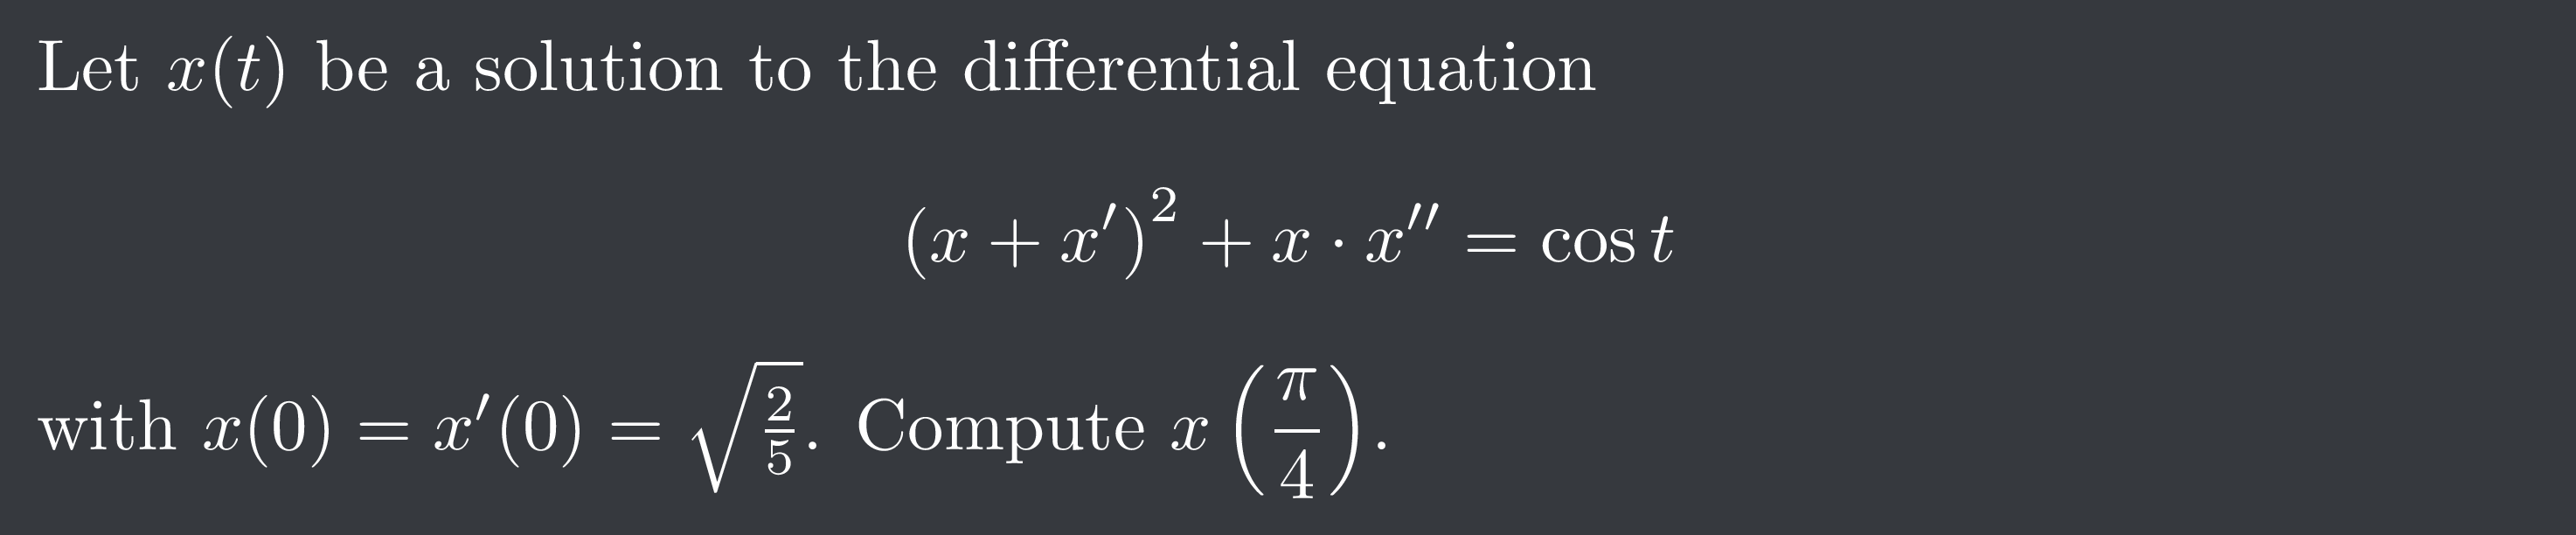 Let x(t) be a solution to the differential equation
(x + x′)² + x · x″ = cos t
with x(0) = x′(0) = √(2/5). Compute x(π/4).